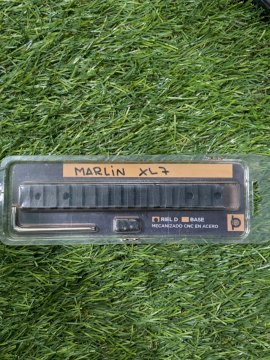 MARLIN XL7
RIEL D BASE
MECANIZADO CNC EN ACERO